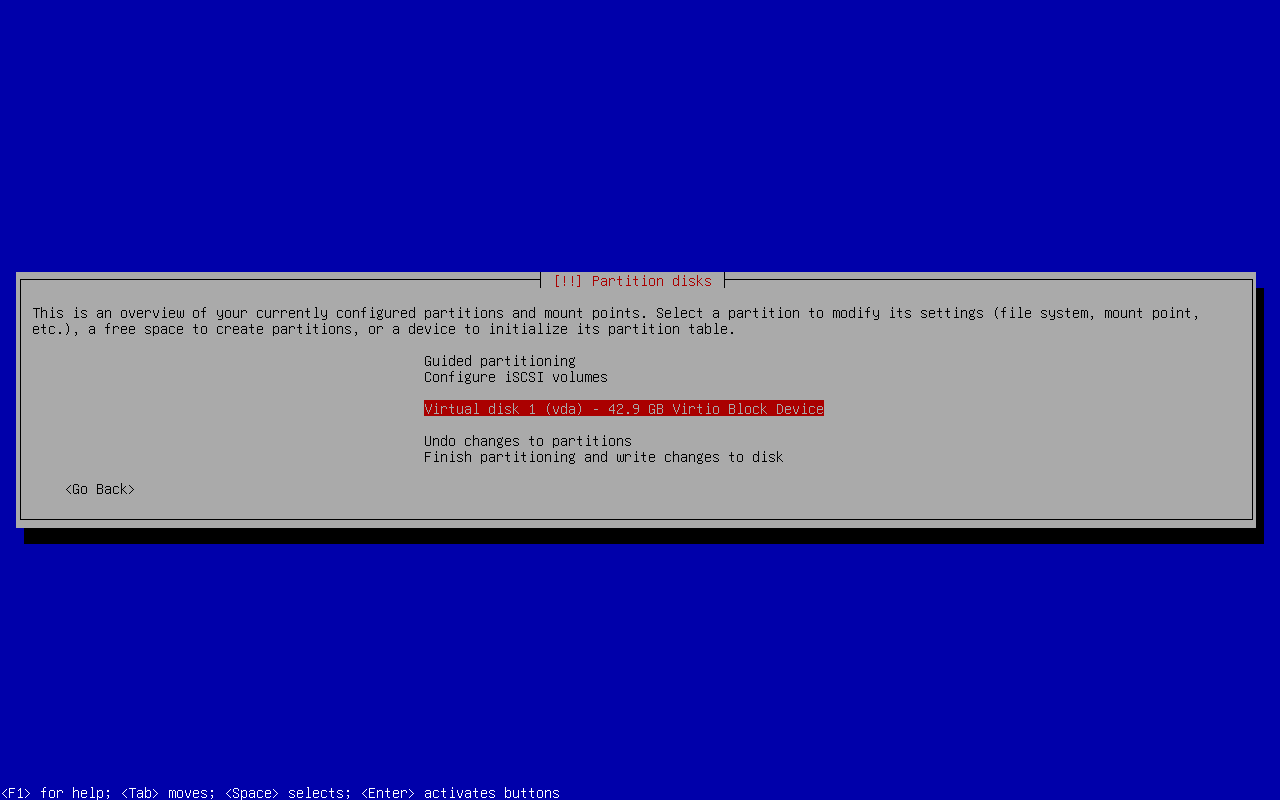 [!!] Partition disks
This is an overview of your currently configured partitions and mount points. Select a partition to modify its settings (file system, mount point,
etc.), a free space to create partitions, or a device to initialize its partition table.
Guided partitioning
Configure iSCSI volumes
Virtual disk 1 (vda) - 42.9 GB Virtio Block Device
Undo changes to partitions
Finish partitioning and write changes to disk
<Go Back>
<F1> for help; <Tab> moves; <Space> selects; <Enter> activates buttons